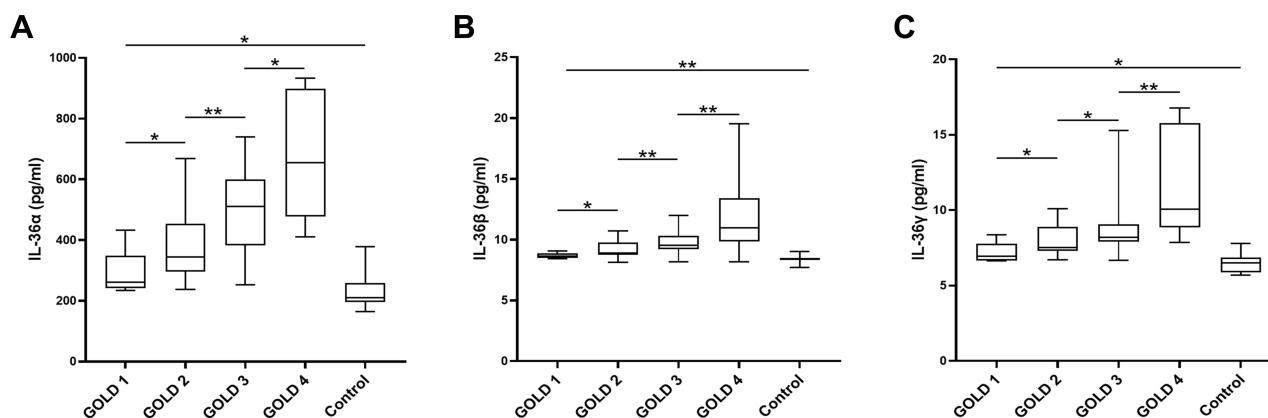 A
B
C
*
*
**
*
1000
800
600
400
200
0
IL-36α (pg/ml)
GOLD 1
GOLD 2
GOLD 3
GOLD 4
Control
**
**
**
*
25
20
15
10
5
0
IL-36β (pg/ml)
GOLD 1
GOLD 2
GOLD 3
GOLD 4
Control
*
**
*
*
20
15
10
5
0
IL-36γ (pg/ml)
GOLD 1
GOLD 2
GOLD 3
GOLD 4
Control